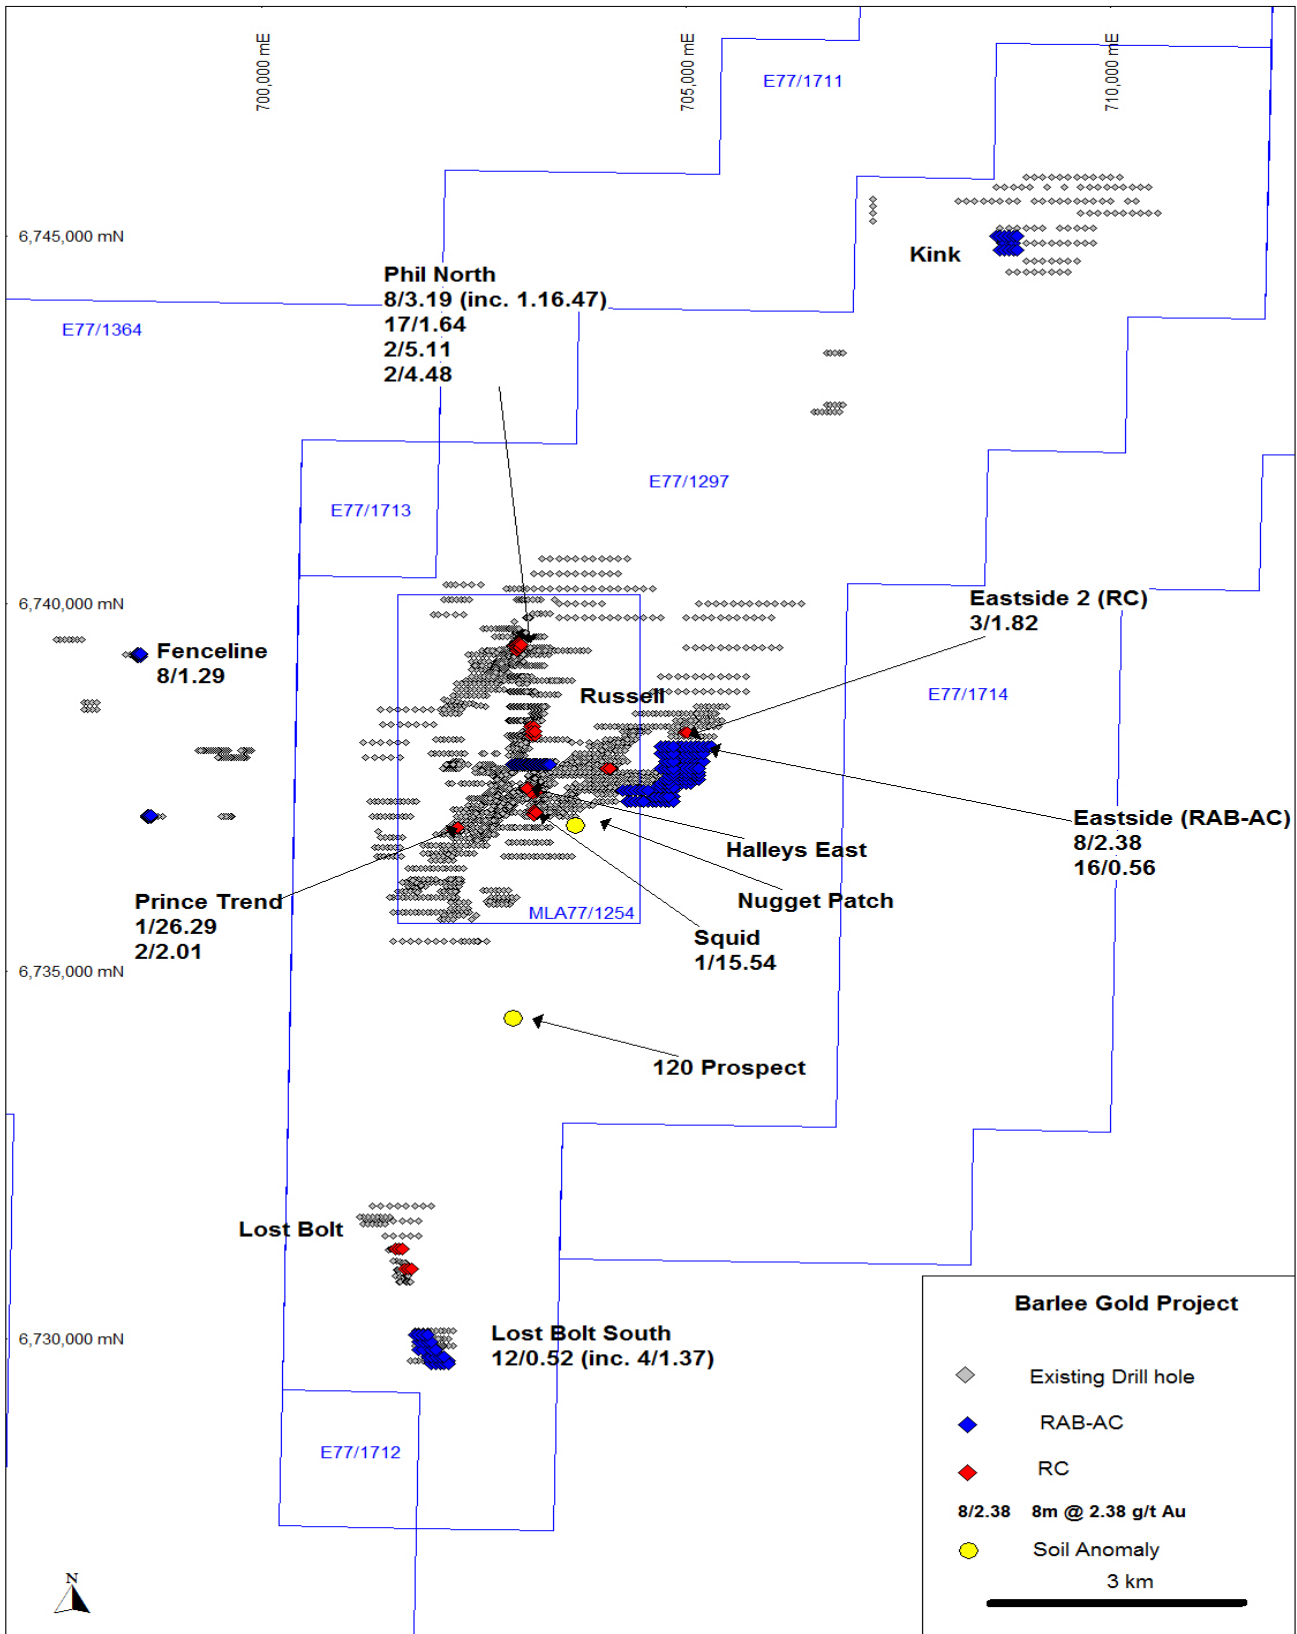 700,000 mE
705,000 mE
710,000 mE
E77/1711
6,745,000 mN
Kink
Phil North
8/3.19 (inc. 1.16.47)
17/1.64
2/5.11
2/4.48
E77/1364
E77/1297
E77/1713
6,740,000 mN
Eastside 2 (RC)
3/1.82
Fenceline
8/1.29
Russell
E77/1714
Eastside (RAB-AC)
8/2.38
16/0.56
Halleys East
Nugget Patch
Prince Trend
1/26.29
2/2.01
MLA77/1254
Squid
1/15.54
6,735,000 mN
120 Prospect
Lost Bolt
6,730,000 mN
Lost Bolt South
12/0.52 (inc. 4/1.37)
E77/1712
Barlee Gold Project
Existing Drill hole
RAB-AC
RC
8/2.38 8m @ 2.38 g/t Au
Soil Anomaly
3 km
N